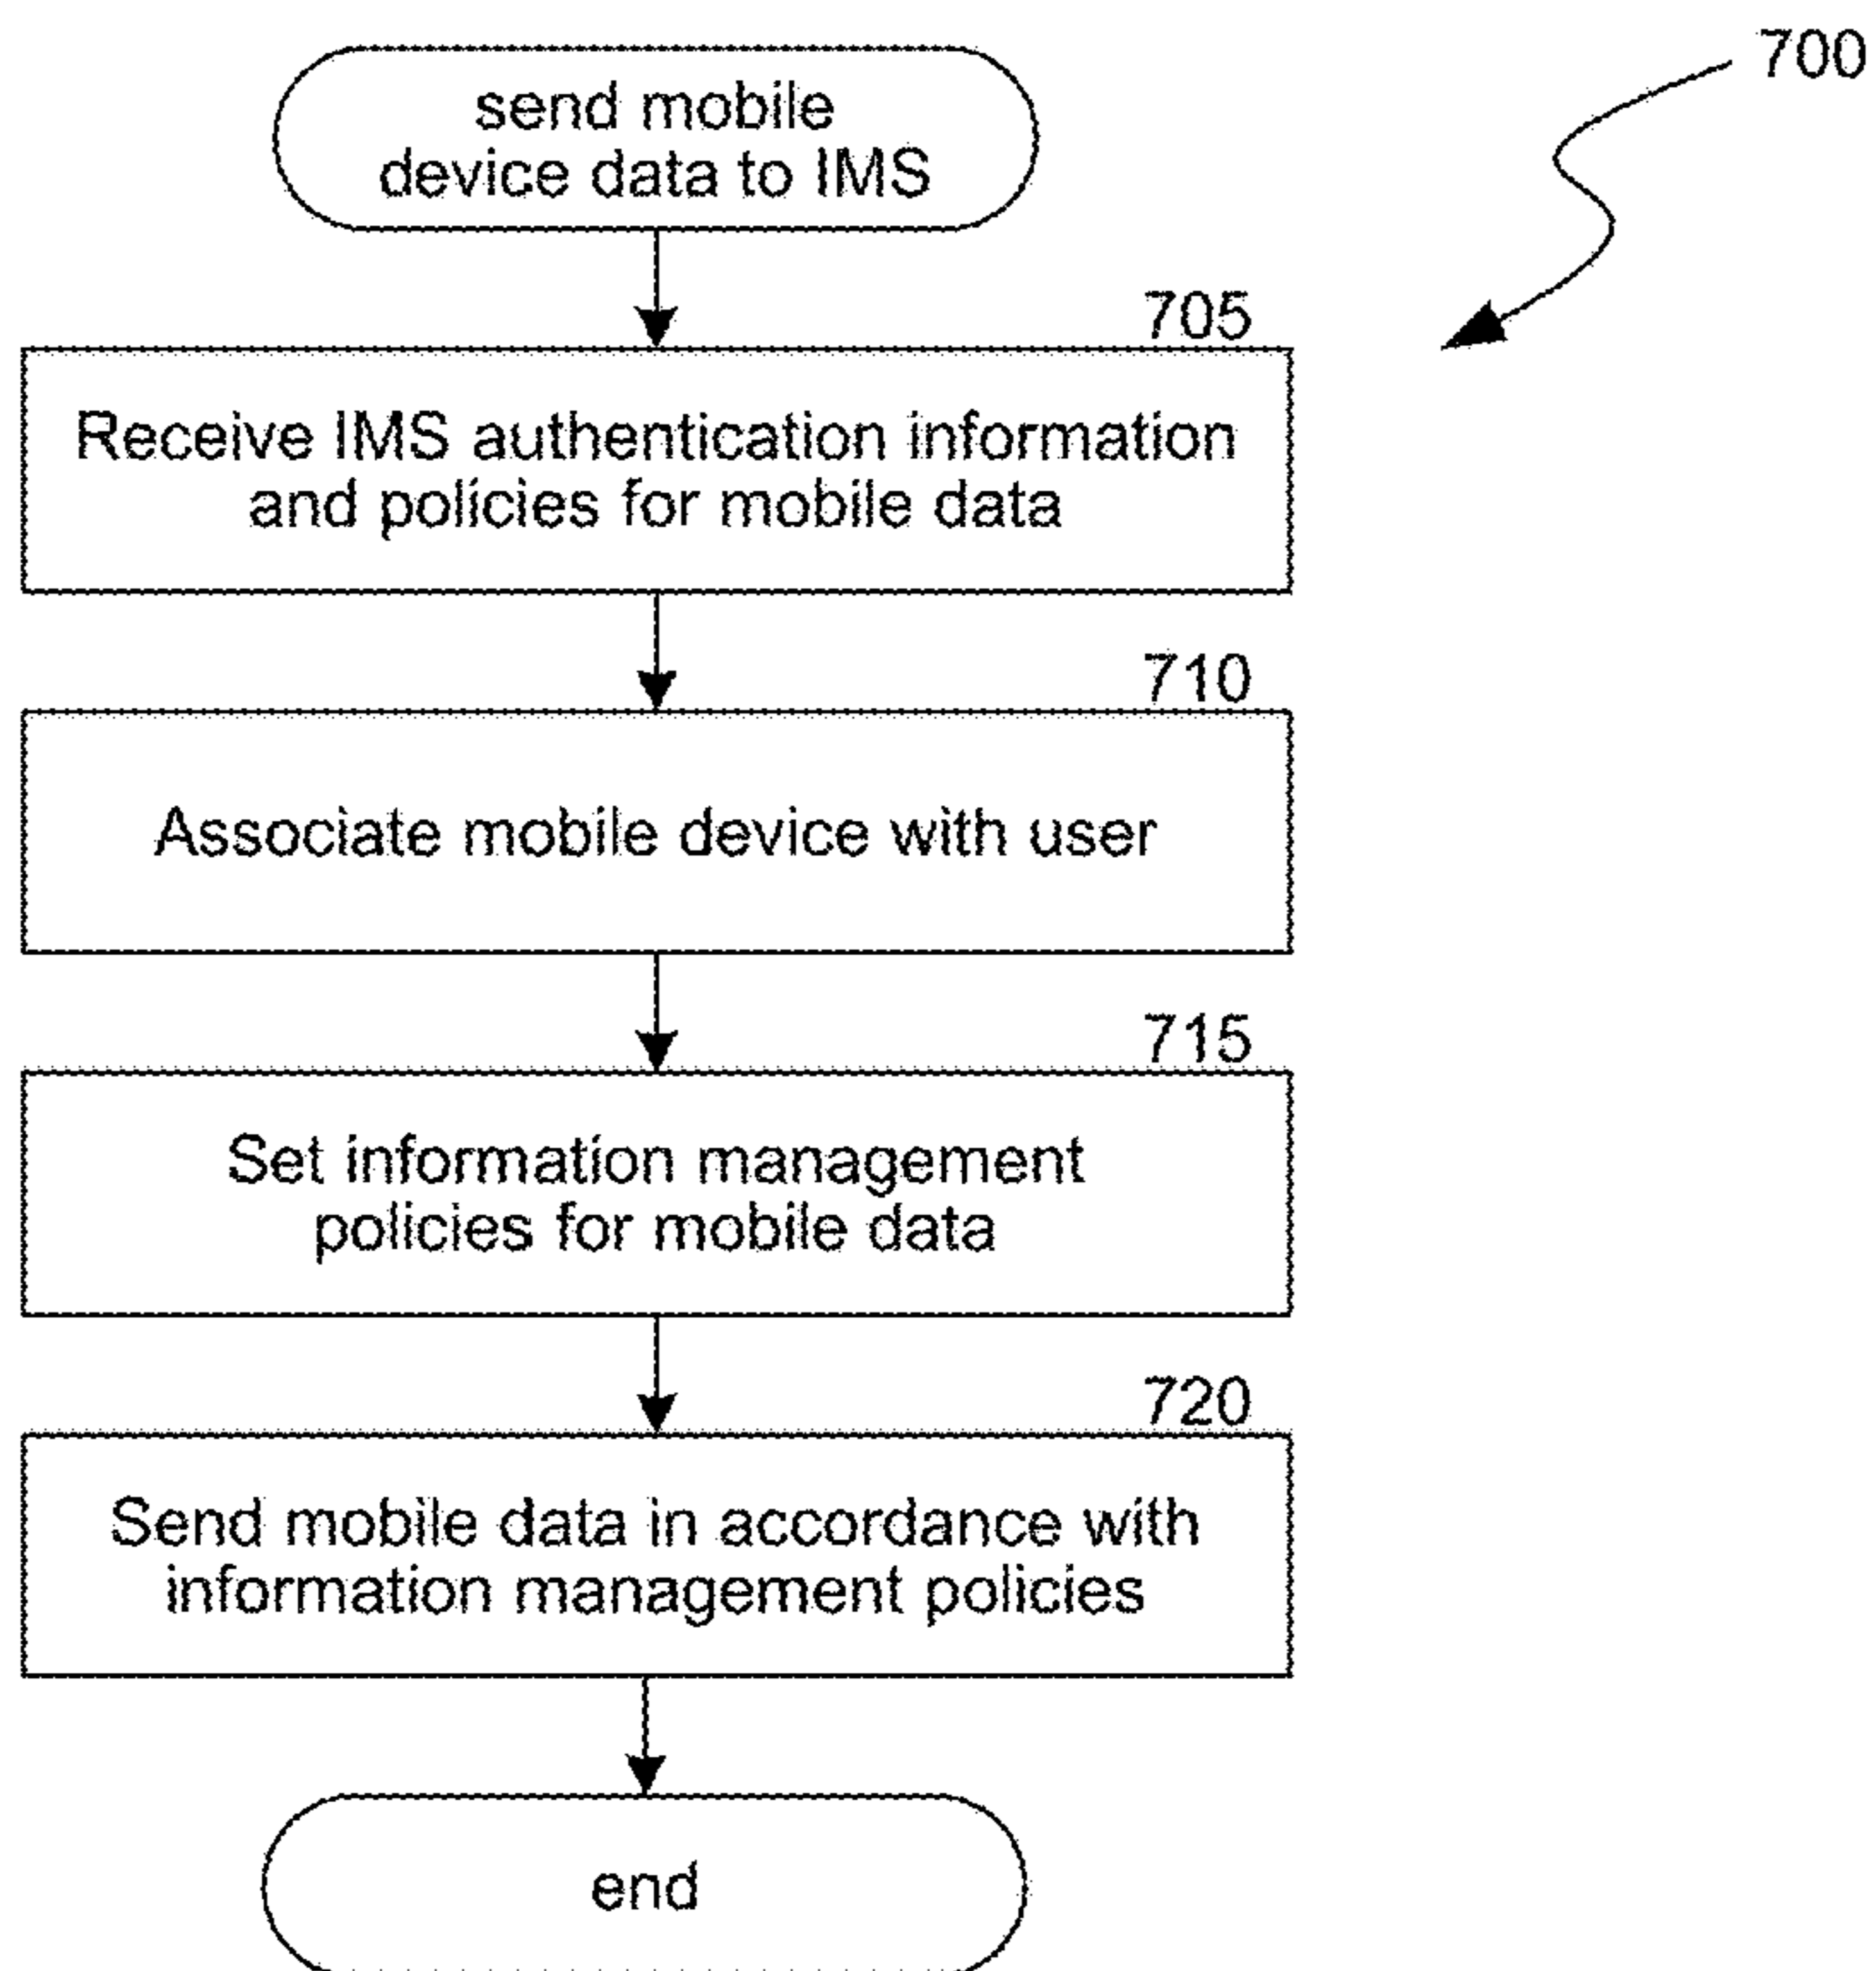 700
send mobile
device data to IMS
705
Receive IMS authentication information
and policies for mobile data
710
Associate mobile device with user
715
Set information management
policies for mobile data
720
Send mobile data in accordance with
information management policies
end